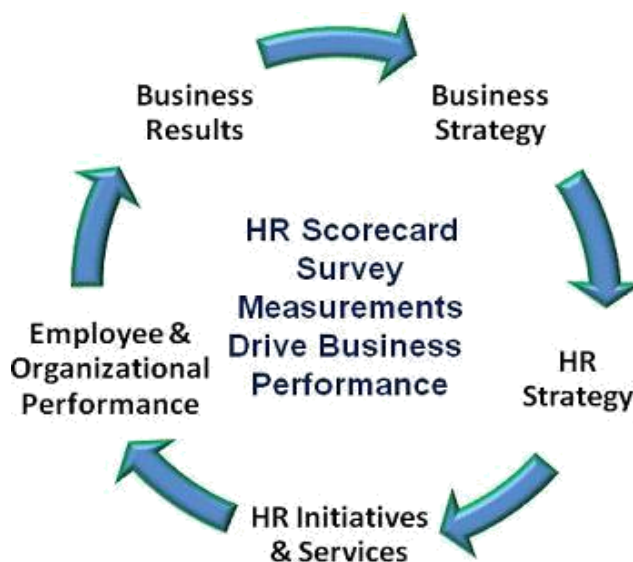 Business
Results
Business
Strategy
HR Scorecard
Survey
Measurements
Drive Business
Performance
Employee &
Organizational
Performance
HR
Strategy
HR Initiatives
& Services